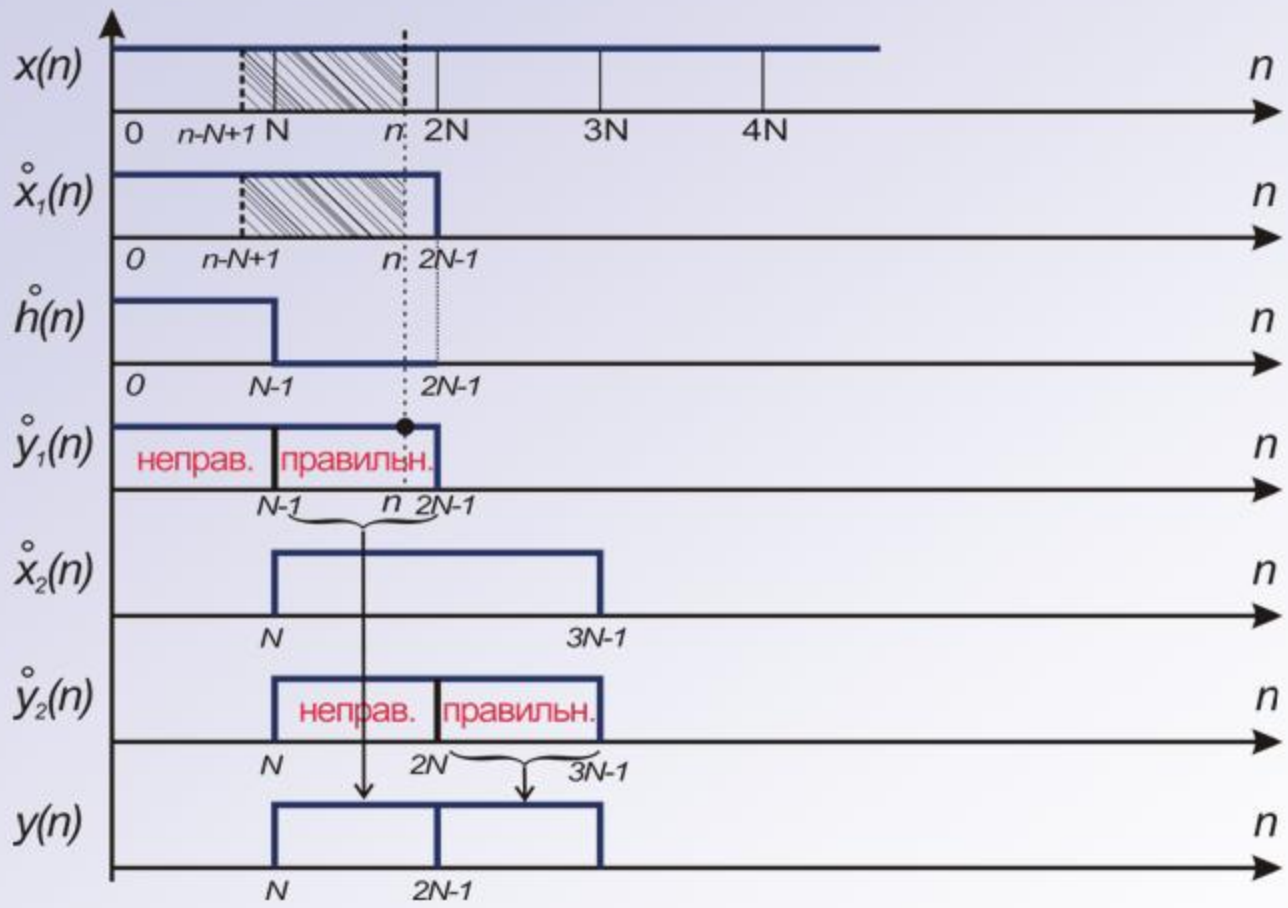 x(n) n
0 n-N+1 N n 2N 3N 4N
x̊₁(n) n
0 n-N+1 n 2N-1
h̊(n) n
0 N-1 2N-1
ẙ₁(n) неправ. правильн. n
N-1 n 2N-1
x̊₂(n) n
N 3N-1
ẙ₂(n) неправ. правильн. n
N 2N 3N-1
y(n) n
N 2N-1